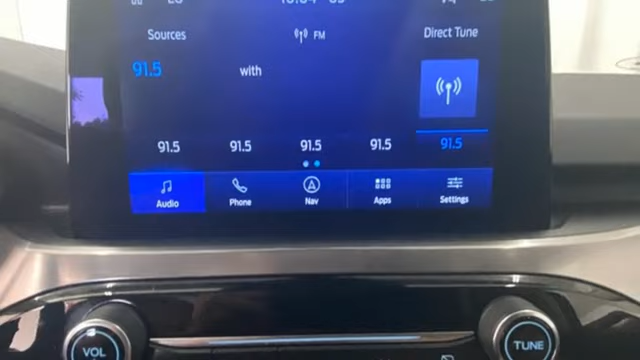 Sources FM Direct Tune
91.5 with
91.5 91.5 91.5 91.5 91.5
Audio Phone Nav Apps Settings
VOL TUNE